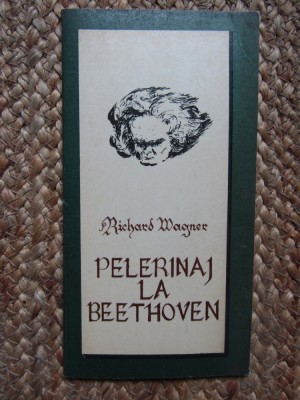 Richard Wagner
PELERINAJ
LA
BEETHOVEN